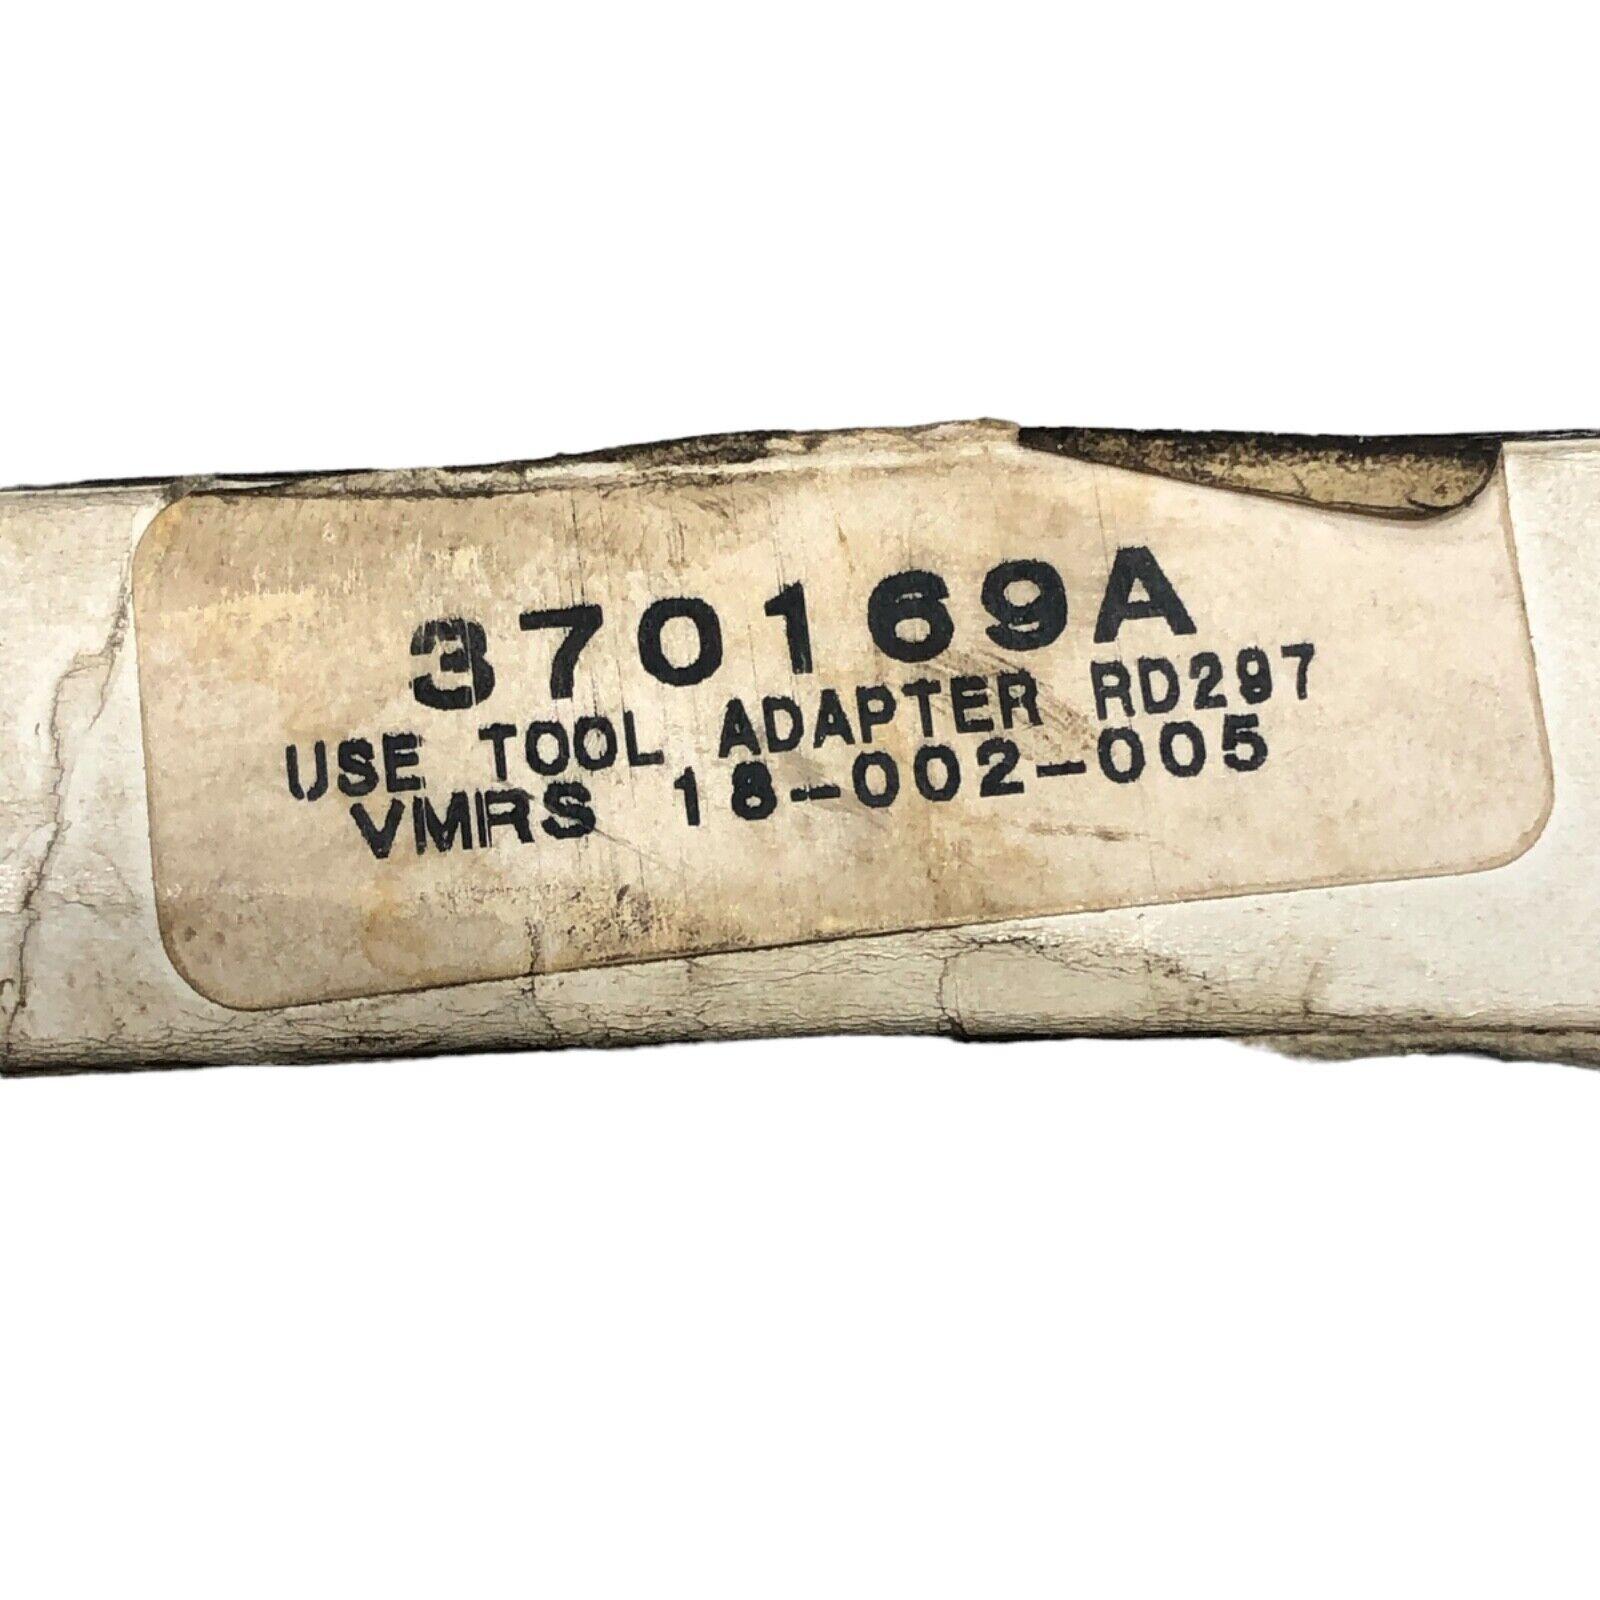 370169A
USE TOOL ADAPTER RD297
VMRS 18-002-005